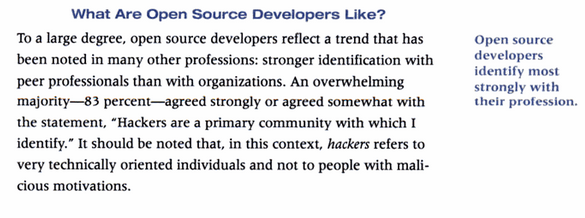 What Are Open Source Developers Like?
To a large degree, open source developers reflect a trend that has
been noted in many other professions: stronger identification with
peer professionals than with organizations. An overwhelming
majority—83 percent—agreed strongly or agreed somewhat with
the statement, “Hackers are a primary community with which I
identify.” It should be noted that, in this context, hackers refers to
very technically oriented individuals and not to people with mali-
cious motivations.
Open source
developers
identify most
strongly with
their profession.